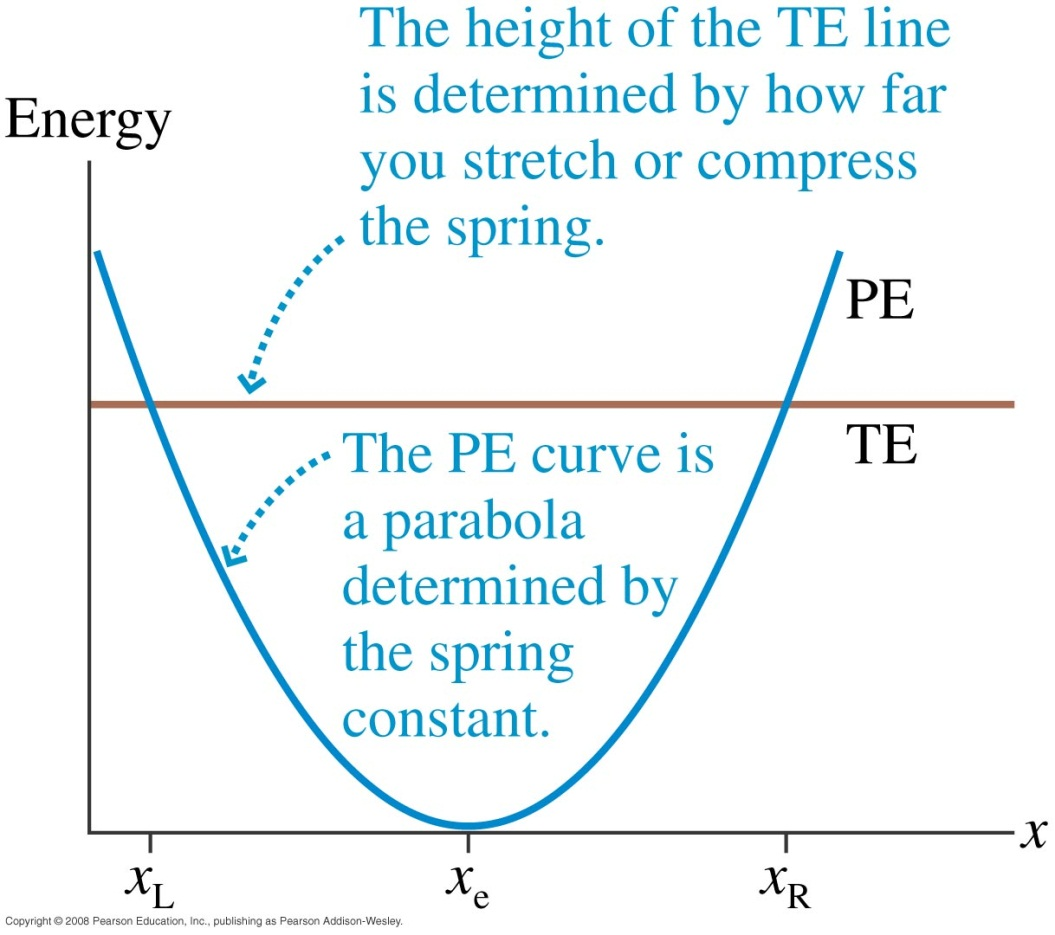 The height of the TE line
is determined by how far
you stretch or compress
the spring.
Energy
PE
TE
The PE curve is
a parabola
determined by
the spring
constant.
x
xL
xe
xR
Copyright © 2008 Pearson Education, Inc., publishing as Pearson Addison-Wesley.